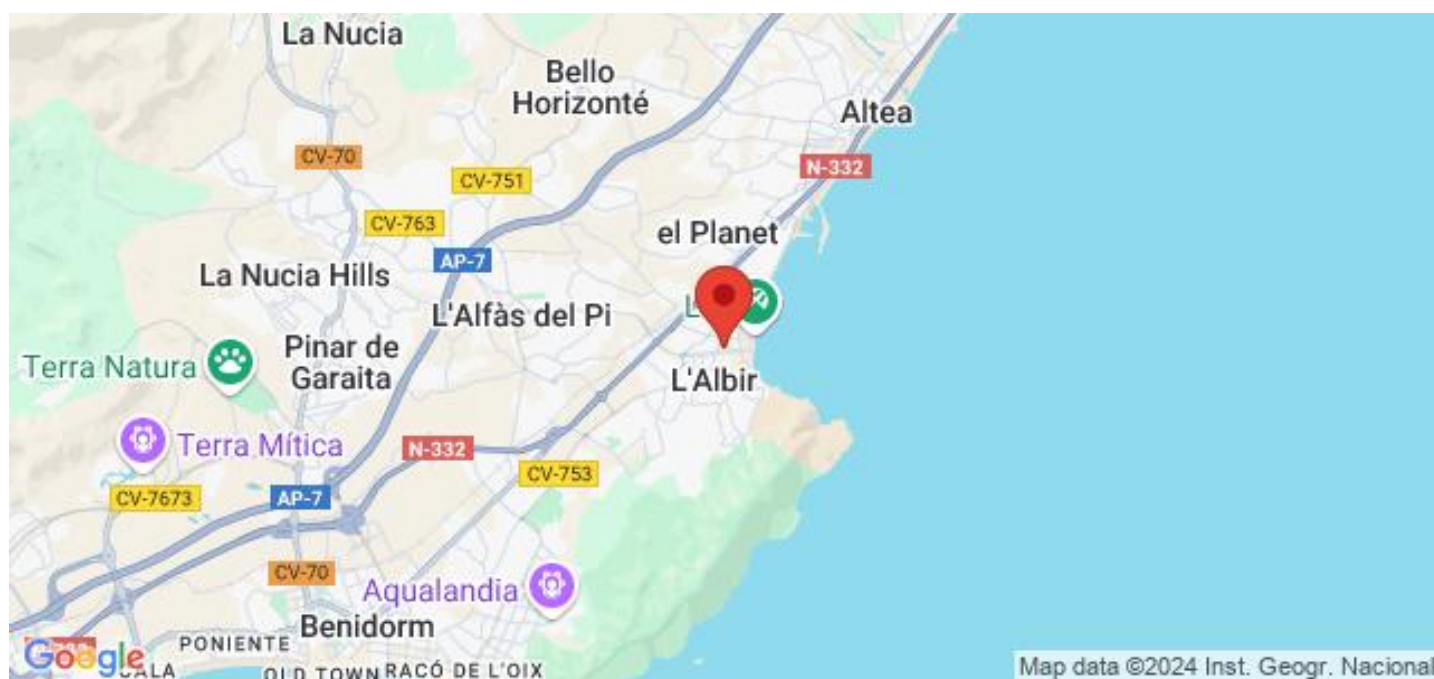 La Nucia
Bello
Horizonté
Altea
CV-70
N-332
CV-751
CV-763
el Planet
AP-7
La Nucia Hills
L'Alfàs del Pi
Pinar de
Garaita
Terra Natura
L'Albir
Terra Mítica
N-332
CV-753
CV-7673
AP-7
CV-70
Aqualandia
Benidorm
PONIENTE
Google
CALA
OLD TOWN
RACÓ DE L'OIX
Map data ©2024 Inst. Geogr. Nacional